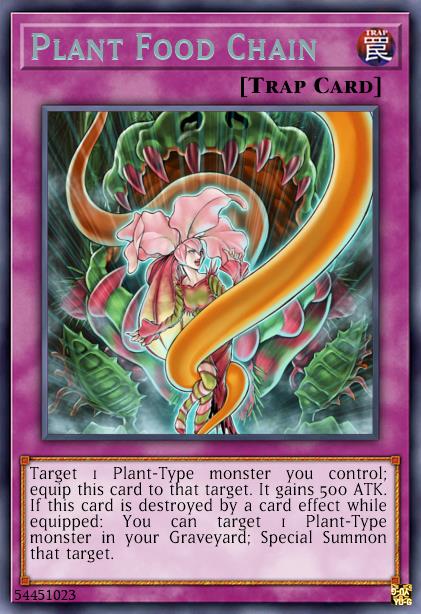 Plant Food Chain
TRAP
罠
[Trap Card]
Target 1 Plant-Type monster you control;
equip this card to that target. It gains 500 ATK.
If this card is destroyed by a card effect while
equipped: You can target 1 Plant-Type
monster in your Graveyard; Special Summon
that target.
54451023